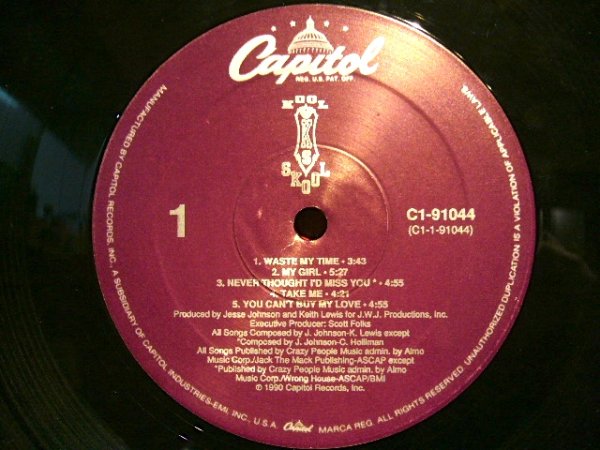 Capitol
REG. U.S. PAT. OFF.
KOOL
SKOOL
1
C1-91044
(C1-1-91044)
1. WASTE MY TIME • 3:43
2. MY GIRL • 5:27
3. NEVER THOUGHT I'D MISS YOU * • 4:55
4. TAKE ME • 4:21
5. YOU CAN'T BUY MY LOVE • 4:55
Produced by Jesse Johnson and Keith Lewis for J.W.J. Productions, Inc.
Executive Producer: Scott Folks
All Songs Composed by J. Johnson-K. Lewis except
*Composed by J. Johnson-C. Holliman
All Songs Published by Crazy People Music admin. by Almo
Music Corp./Jack The Mack Publishing-ASCAP except
*Published by Crazy People Music admin. by Almo
Music Corp./Wrong House-ASCAP/BMI
℗ 1990 Capitol Records, Inc.
MANUFACTURED BY CAPITOL RECORDS, INC., A SUBSIDIARY OF CAPITOL INDUSTRIES-EMI, INC., U.S.A. Capitol MARCA REG. ALL RIGHTS RESERVED. UNAUTHORIZED DUPLICATION IS A VIOLATION OF APPLICABLE LAWS.